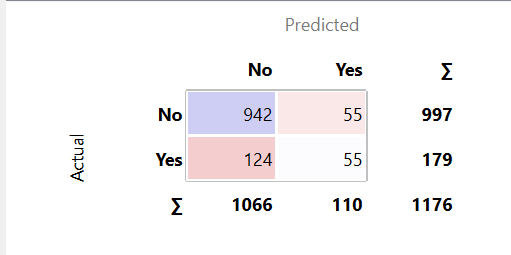 Predicted
No Yes ∑
No 942 55 997
Actual
Yes 124 55 179
∑ 1066 110 1176